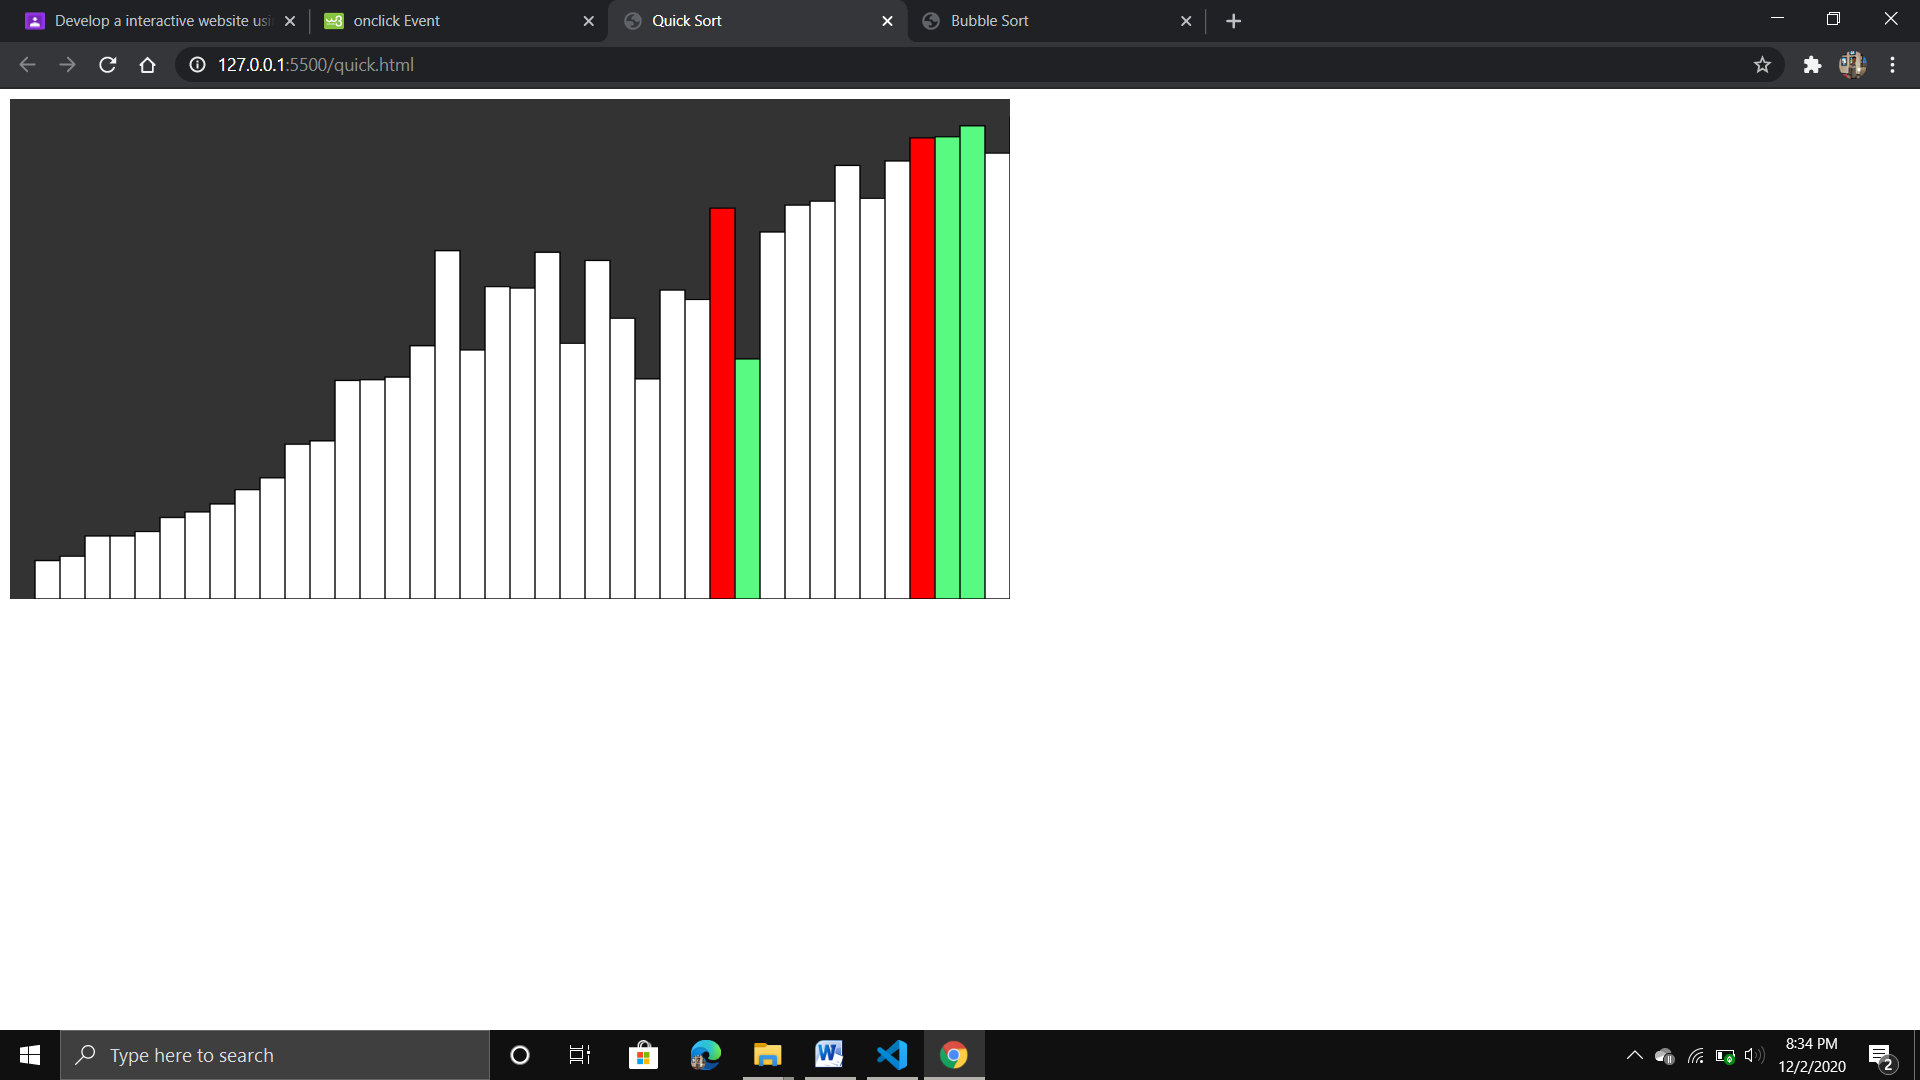 Develop a interactive website usi
onclick Event
Quick Sort
Bubble Sort
127.0.0.1:5500/quick.html
Type here to search
8:34 PM
12/2/2020
2